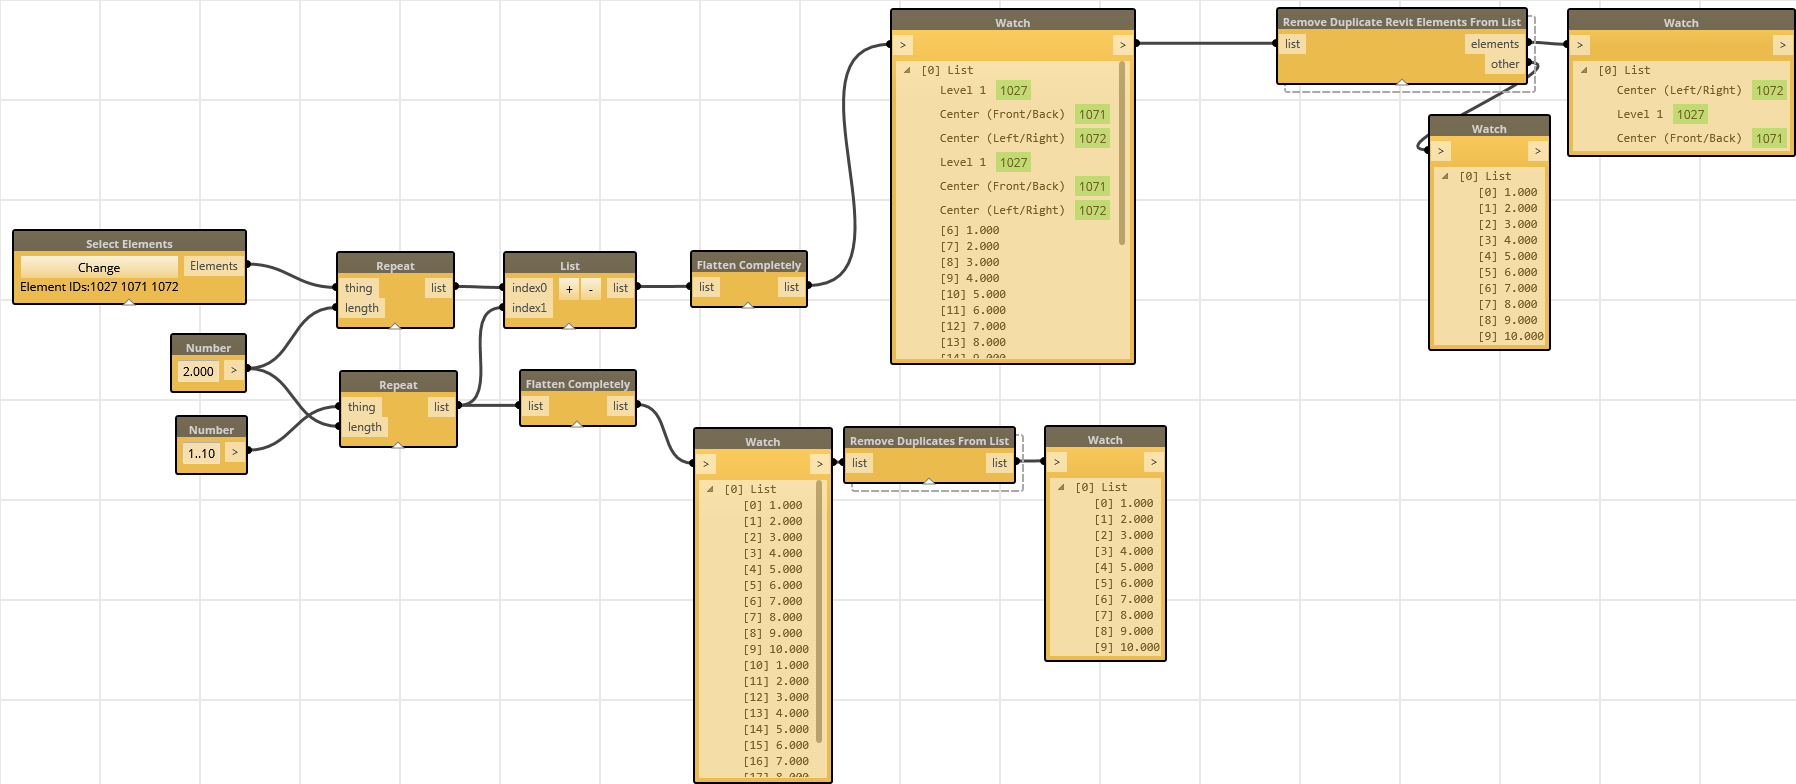 Select Elements
Change
Elements
Element IDs:1027 1071 1072
Number
2.000
>
Number
1..10
>
Repeat
thing
list
length
Repeat
thing
list
length
List
index0
+
-
list
index1
Flatten Completely
list
list
Flatten Completely
list
list
Watch
>
>
[0] List
Level 1 1027
Center (Front/Back) 1071
Center (Left/Right) 1072
Level 1 1027
Center (Front/Back) 1071
Center (Left/Right) 1072
[6] 1.000
[7] 2.000
[8] 3.000
[9] 4.000
[10] 5.000
[11] 6.000
[12] 7.000
[13] 8.000
[14] 9.000
Remove Duplicate Revit Elements From List
list
elements
other
Watch
>
>
[0] List
Center (Left/Right) 1072
Level 1 1027
Center (Front/Back) 1071
Watch
>
>
[0] List
[0] 1.000
[1] 2.000
[2] 3.000
[3] 4.000
[4] 5.000
[5] 6.000
[6] 7.000
[7] 8.000
[8] 9.000
[9] 10.000
Watch
>
>
[0] List
[0] 1.000
[1] 2.000
[2] 3.000
[3] 4.000
[4] 5.000
[5] 6.000
[6] 7.000
[7] 8.000
[8] 9.000
[9] 10.000
[10] 1.000
[11] 2.000
[12] 3.000
[13] 4.000
[14] 5.000
[15] 6.000
[16] 7.000
[17] 8.000
Remove Duplicates From List
list
list
Watch
>
>
[0] List
[0] 1.000
[1] 2.000
[2] 3.000
[3] 4.000
[4] 5.000
[5] 6.000
[6] 7.000
[7] 8.000
[8] 9.000
[9] 10.000